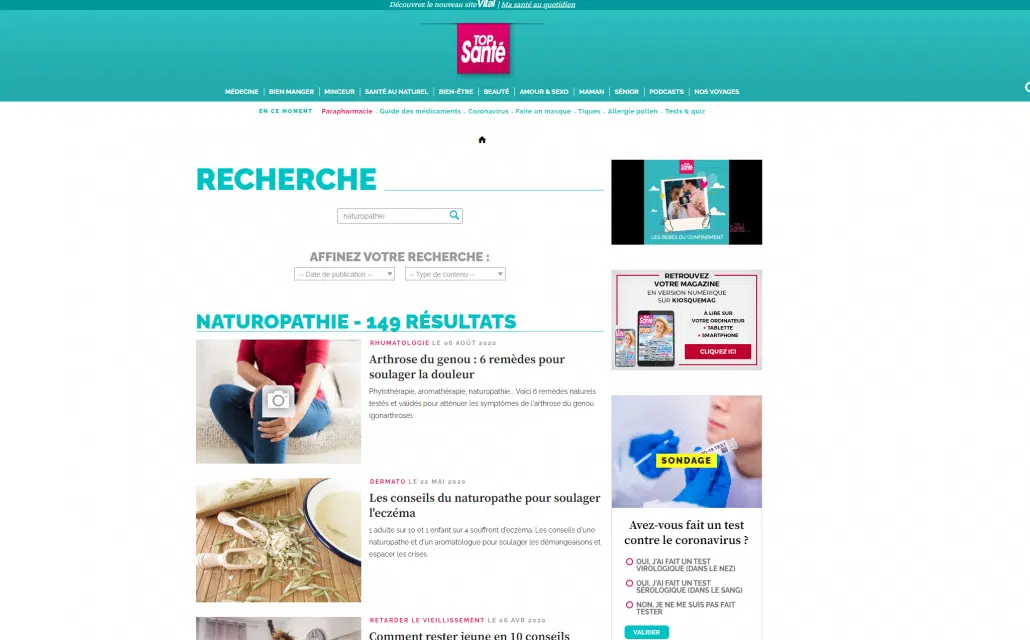 Découvrez le nouveau site Vital | Ma santé au quotidien
TOP Santé
MÉDECINE | BIEN MANGER | MINCEUR | SANTÉ AU NATUREL | BIEN-ÊTRE | BEAUTÉ | AMOUR & SEXO | MAMAN | SÉNIOR | PODCASTS | NOS VOYAGES
EN CE MOMENT Parapharmacie - Guide des médicaments - Coronavirus - Faire un masque - Tiques - Allergie pollen - Tests & quiz
RECHERCHE
naturopathie
AFFINEZ VOTRE RECHERCHE :
-- Date de publication --
-- Type de contenu --
NATUROPATHIE - 149 RÉSULTATS
RHUMATOLOGIE LE 06 AOÛT 2020
Arthrose du genou : 6 remèdes pour
soulager la douleur
Phytothérapie, aromathérapie, naturopathie... Voici 6 remèdes naturels
testés et validés pour atténuer les symptômes de l'arthrose du genou
(gonarthrose).
DERMATO LE 22 MAI 2020
Les conseils du naturopathe pour soulager
l'eczéma
1 adulte sur 10 et 1 enfant sur 4 souffrent d'eczéma. Les conseils d'une
naturopathe et d'un aromatologue pour soulager les démangeaisons et
espacer les crises.
RETARDER LE VIEILLISSEMENT LE 06 AVR 2020
Comment rester jeune en 10 conseils
TOP Santé
LES BÉBÉS DU CONFINEMENT
RETROUVEZ
VOTRE MAGAZINE
EN VERSION NUMÉRIQUE
SUR KIOSQUEMAG
À LIRE SUR
VOTRE ORDINATEUR
+ TABLETTE
+ SMARTPHONE
CLIQUEZ ICI
SONDAGE
Avez-vous fait un test
contre le coronavirus ?
OUI, J'AI FAIT UN TEST
VIROLOGIQUE (DANS LE NEZ)
OUI, J'AI FAIT UN TEST
SÉROLOGIQUE (DANS LE SANG)
NON, JE NE ME SUIS PAS FAIT
TESTER
VALIDER